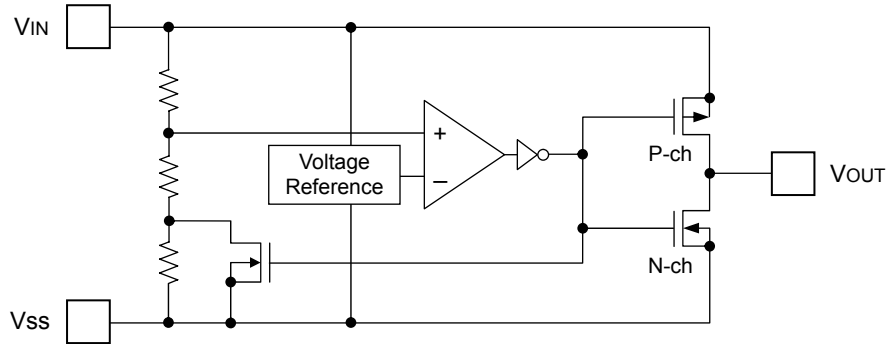 VIN
+
Voltage
Reference
−
P-ch
VOUT
N-ch
VSS